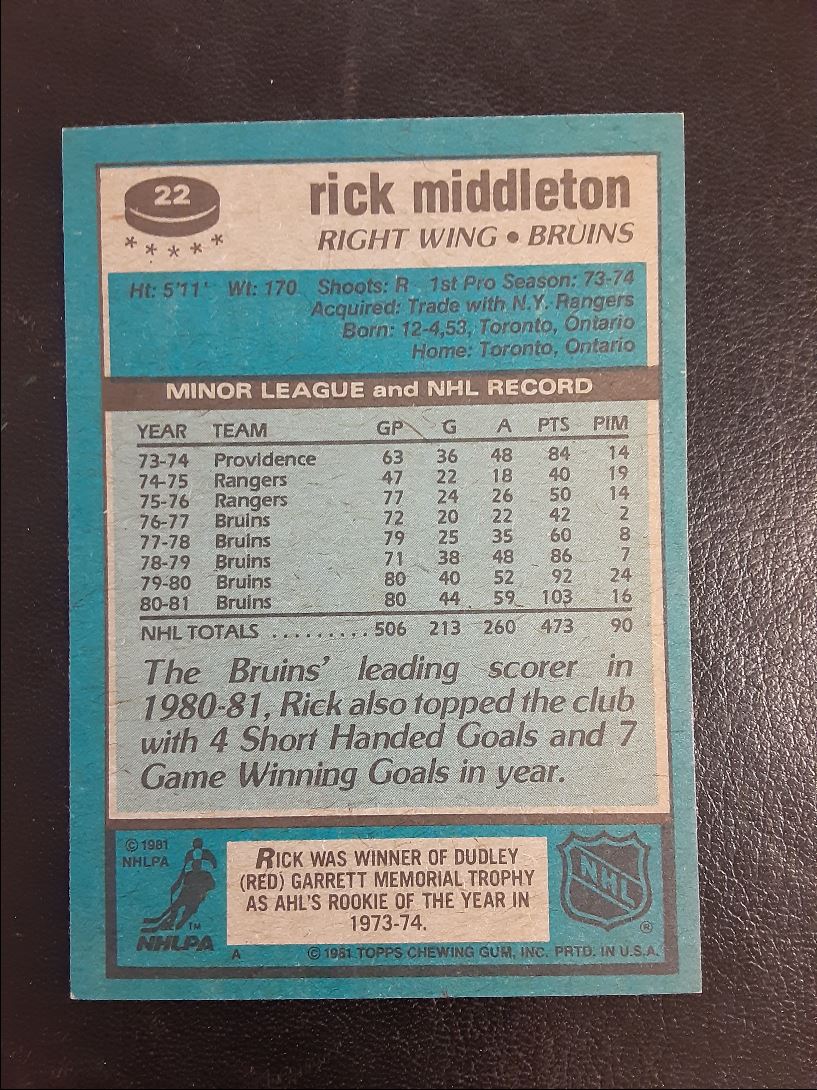 22
* * * * *
rick middleton
RIGHT WING • BRUINS
Ht: 5'11' Wt: 170 Shoots: R 1st Pro Season: 73-74
Acquired: Trade with N.Y. Rangers
Born: 12-4,53, Toronto, Ontario
Home: Toronto, Ontario
MINOR LEAGUE and NHL RECORD
YEAR TEAM GP G A PTS PIM
73-74 Providence 63 36 48 84 14
74-75 Rangers 47 22 18 40 19
75-76 Rangers 77 24 26 50 14
76-77 Bruins 72 20 22 42 2
77-78 Bruins 79 25 35 60 8
78-79 Bruins 71 38 48 86 7
79-80 Bruins 80 40 52 92 24
80-81 Bruins 80 44 59 103 16
NHL TOTALS ......... 506 213 260 473 90
The Bruins' leading scorer in
1980-81, Rick also topped the club
with 4 Short Handed Goals and 7
Game Winning Goals in year.
© 1981
NHLPA
TM
NHLPA
RICK WAS WINNER OF DUDLEY
(RED) GARRETT MEMORIAL TROPHY
AS AHL'S ROOKIE OF THE YEAR IN
1973-74.
NHL
®
A © 1981 TOPPS CHEWING GUM, INC. PRTD. IN U.S.A.